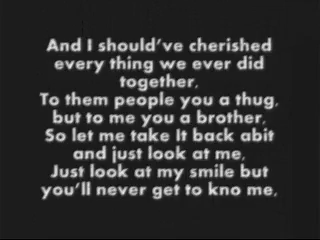 And I should've cherished
every thing we ever did
together,
To them people you a thug,
but to me you a brother,
So let me take It back abit
and just look at me,
Just look at my smile but
you'll never get to kno me,